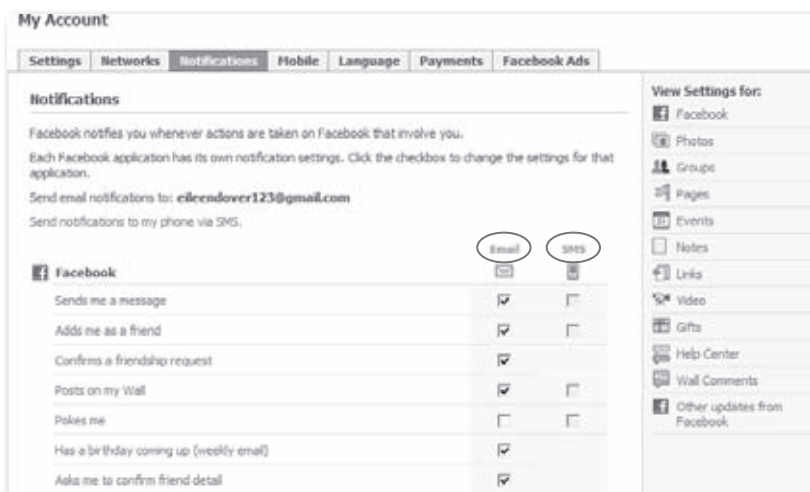 My Account
Settings Networks Notifications Mobile Language Payments Facebook Ads
Notifications
Facebook notifies you whenever actions are taken on Facebook that involve you.
Each Facebook application has its own notification settings. Click the checkbox to change the settings for that
application.
Send email notifications to: eileendover123@gmail.com
Send notifications to my phone via SMS.
Email SMS
Facebook
Sends me a message
Adds me as a friend
Confirms a friendship request
Posts on my Wall
Pokes me
Has a birthday coming up (weekly email)
Asks me to confirm friend detail
View Settings for:
Facebook
Photos
Groups
Pages
Events
Notes
Links
Video
Gifts
Help Center
Wall Comments
Other updates from
Facebook